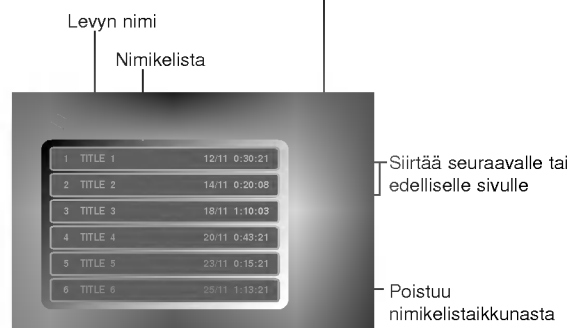 Levyn nimi
Nimikelista
1 TITLE 1 12/11 0:30:21
2 TITLE 2 14/11 0:20:08
3 TITLE 3 18/11 1:10:03
4 TITLE 4 20/11 0:43:21
5 TITLE 5 23/11 0:15:21
6 TITLE 6 25/11 1:13:21
Siirtää seuraavalle tai
edelliselle sivulle
Poistuu
nimikelistaikkunasta